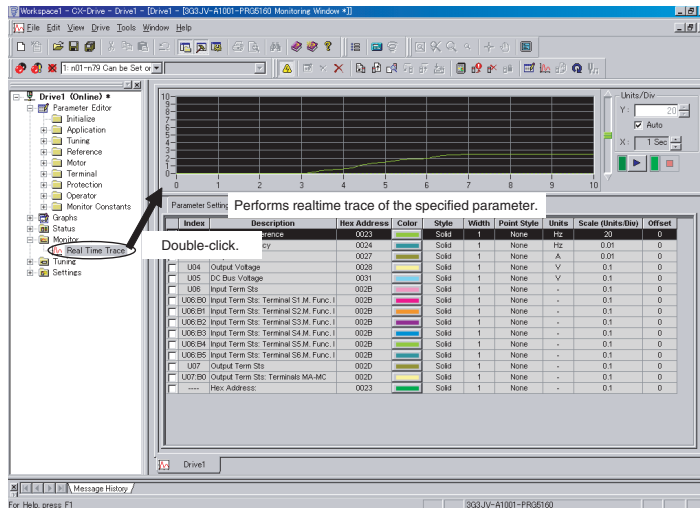 Workspace1 - CX-Drive - Drive1 - [Drive1 - [3G3JV-A1001-PRG5160 Monitoring Window *]]
File Edit View Drive Tools Window Help
1: n01-n79 Can be Set or
Drive1 (Online) *
Parameter Editor
Initialize
Application
Tuning
Reference
Motor
Terminal
Protection
Operator
Monitor Constants
Graphs
Status
Monitor
Real Time Trace
Tuning
Settings
Double-click.
10
9
8
7
6
5
4
3
2
1
0
0 1 2 3 4 5 6 7 8 9 10
Units/Div
Y: 20
Auto
X: 1 Sec
Parameter Setting
Performs realtime trace of the specified parameter.
Index Description Hex Address Color Style Width Point Style Units Scale (Units/Div) Offset
erence 0023 Solid 1 None Hz 20 0
cy 0024 Solid 1 None Hz 0.01 0
0027 Solid 1 None A 0.01 0
U04 Output Voltage 0028 Solid 1 None V 0.1 0
U05 DC Bus Voltage 0031 Solid 1 None V 0.1 0
U06 Input Term Sts 002B Solid 1 None - 0.1 0
U06:B0 Input Term Sts: Terminal S1.M. Func. I 002B Solid 1 None - 0.1 0
U06:B1 Input Term Sts: Terminal S2.M. Func. I 002B Solid 1 None - 0.1 0
U06:B2 Input Term Sts: Terminal S3.M. Func. I 002B Solid 1 None - 0.1 0
U06:B3 Input Term Sts: Terminal S4.M. Func. I 002B Solid 1 None - 0.1 0
U06:B4 Input Term Sts: Terminal S5.M. Func. I 002B Solid 1 None - 0.1 0
U06:B5 Input Term Sts: Terminal S6.M. Func. I 002B Solid 1 None - 0.1 0
U07 Output Term Sts 002D Solid 1 None - 0.1 0
U07:B0 Output Term Sts: Terminals MA-MC 002D Solid 1 None - 0.1 0
---- Hex Address: 0023 Solid 1 None - 0.1 0
Drive1
Message History
For Help, press F1
3G3JV-A1001-PRG5160